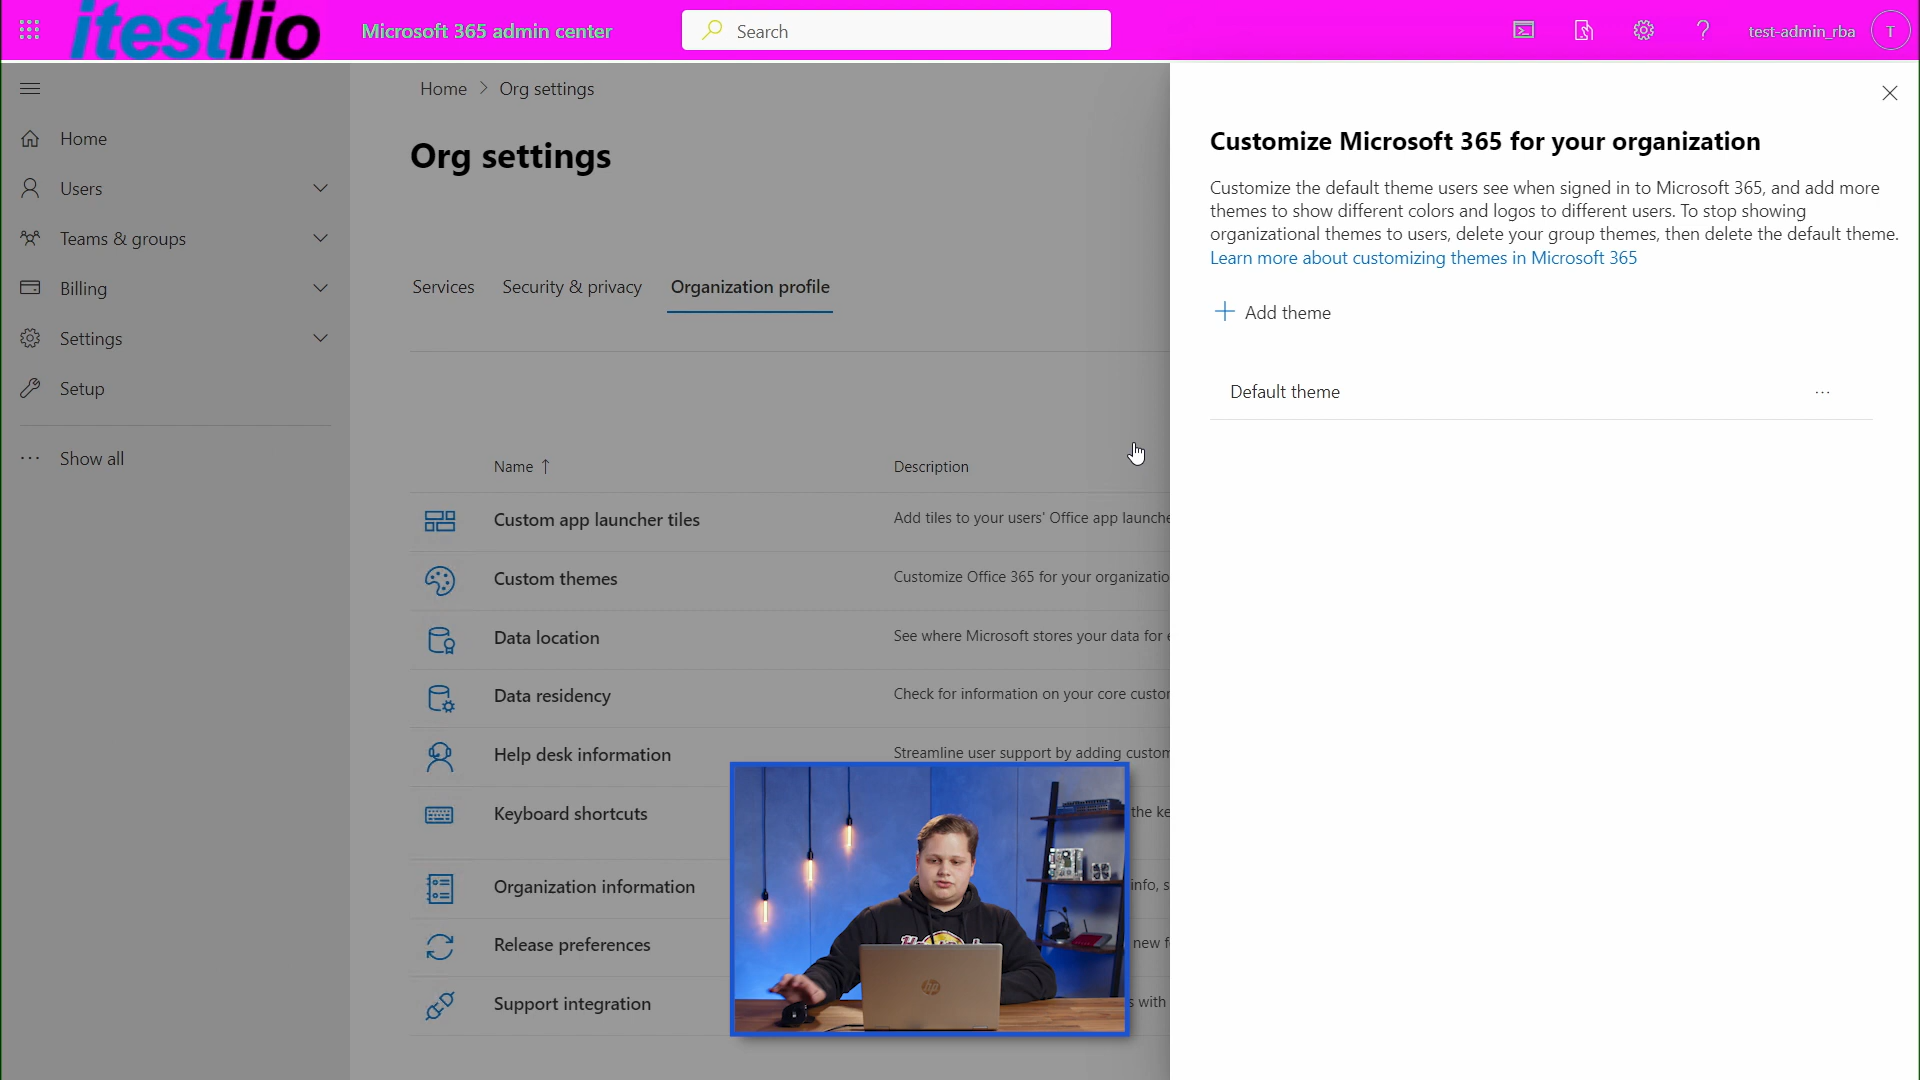 itestlio
Microsoft 365 admin center
Search
test-admin_rba
T
Home
Users
Teams & groups
Billing
Settings
Setup
Show all
Home > Org settings
Org settings
Services
Security & privacy
Organization profile
Name ↑
Description
Custom app launcher tiles
Add tiles to your users' Office app
Custom themes
Customize Office 365 for your
Data location
See where Microsoft stores your data for
Data residency
Check for information on your core
Help desk information
Streamline user support by adding
Keyboard shortcuts
the
Organization information
info,
Release preferences
new
Support integration
with
hp
Customize Microsoft 365 for your organization
Customize the default theme users see when signed in to Microsoft 365, and add more
themes to show different colors and logos to different users. To stop showing
organizational themes to users, delete your group themes, then delete the default theme.
Learn more about customizing themes in Microsoft 365
+ Add theme
Default theme